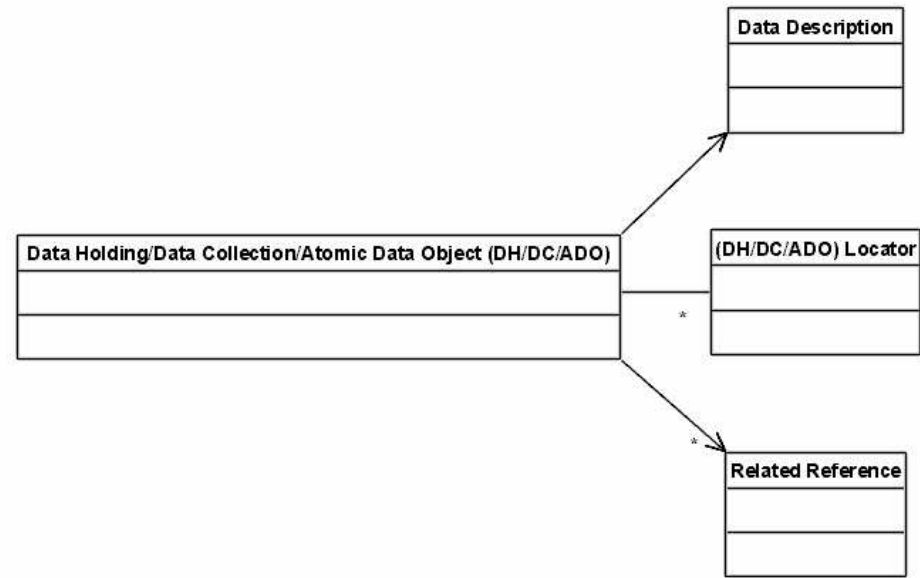 Data Description
Data Holding/Data Collection/Atomic Data Object (DH/DC/ADO)
(DH/DC/ADO) Locator
*
*
Related Reference